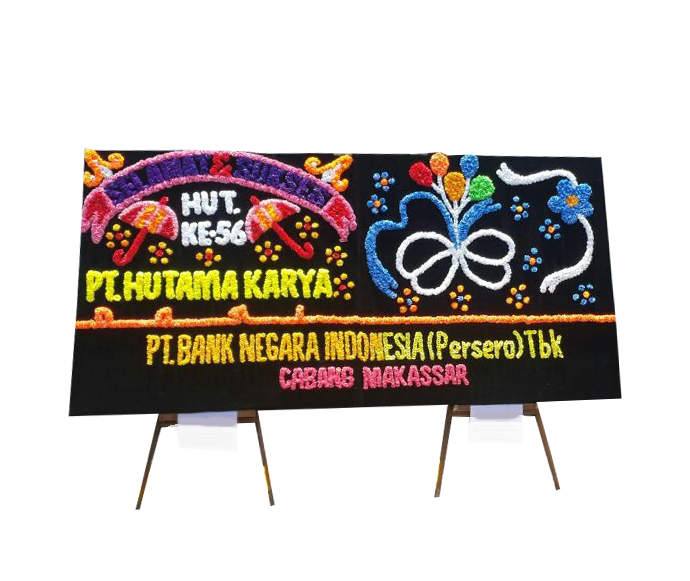 SELAMAT & SUKSES
HUT.
KE-56
PT. HUTAMA KARYA.
PT. BANK NEGARA INDONESIA (Persero) Tbk
CABANG MAKASSAR